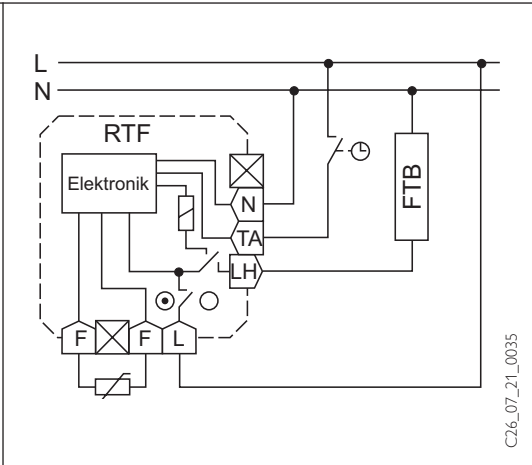 L
N
RTF
Elektronik
N
TA
LH
FTB
F
F
L
C26_07_21_0035